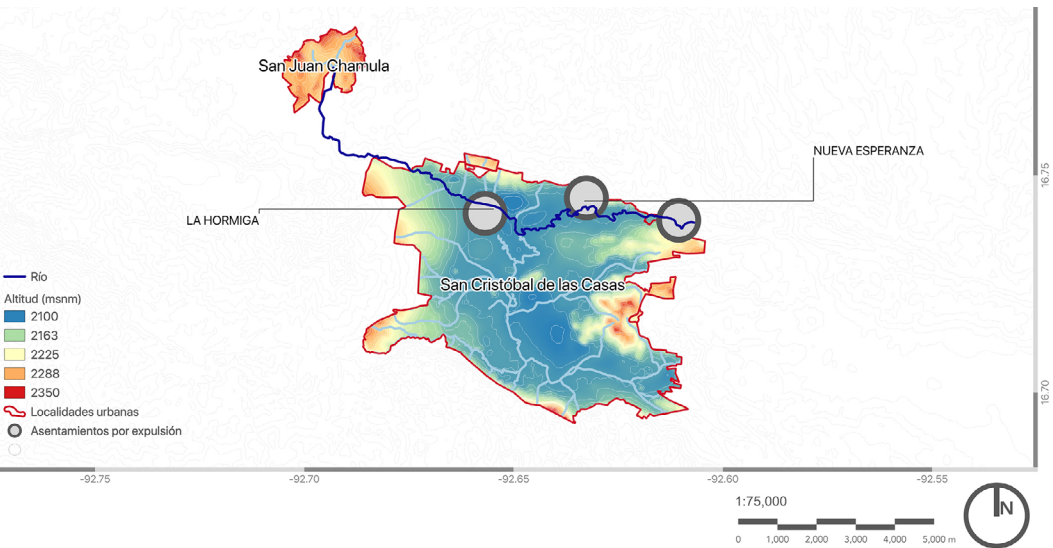 San Juan Chamula
NUEVA ESPERANZA
16.75
LA HORMIGA
San Cristóbal de las Casas
Río
Altitud (msnm)
2100
2163
2225
2288
2350
Localidades urbanas
Asentamientos por expulsión
16.70
-92.75
-92.70
-92.65
-92.60
-92.55
1:75,000
N
0 1,000 2,000 3,000 4,000 5,000 m